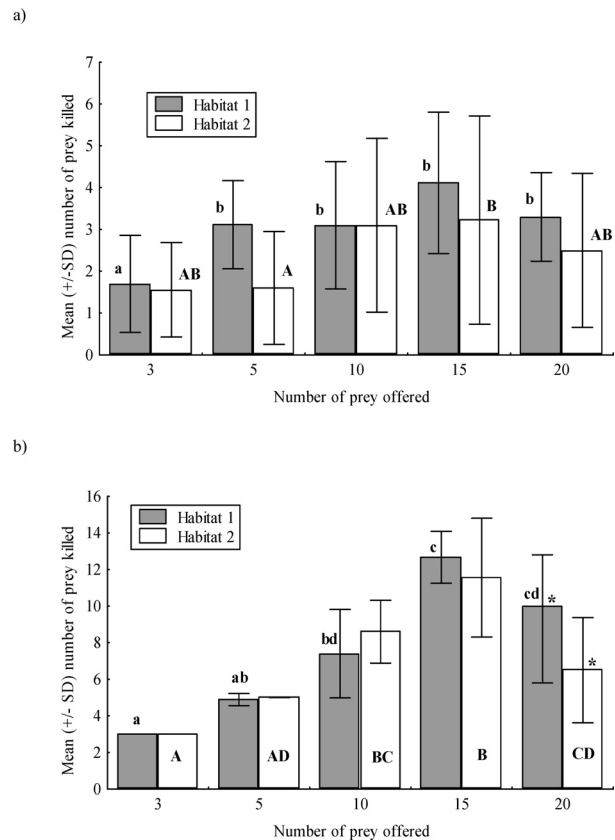 a)
Mean (+/-SD) number of prey killed
7
6
5
4
3
2
1
0
Habitat 1
Habitat 2
a
AB
b
A
b
AB
b
B
b
AB
3 5 10 15 20
Number of prey offered
b)
Mean (+/- SD) number of prey killed
16
14
12
10
8
6
4
2
0
Habitat 1
Habitat 2
a
A
ab
AD
bd
BC
c
B
cd *
*
CD
3 5 10 15 20
Number of prey offered